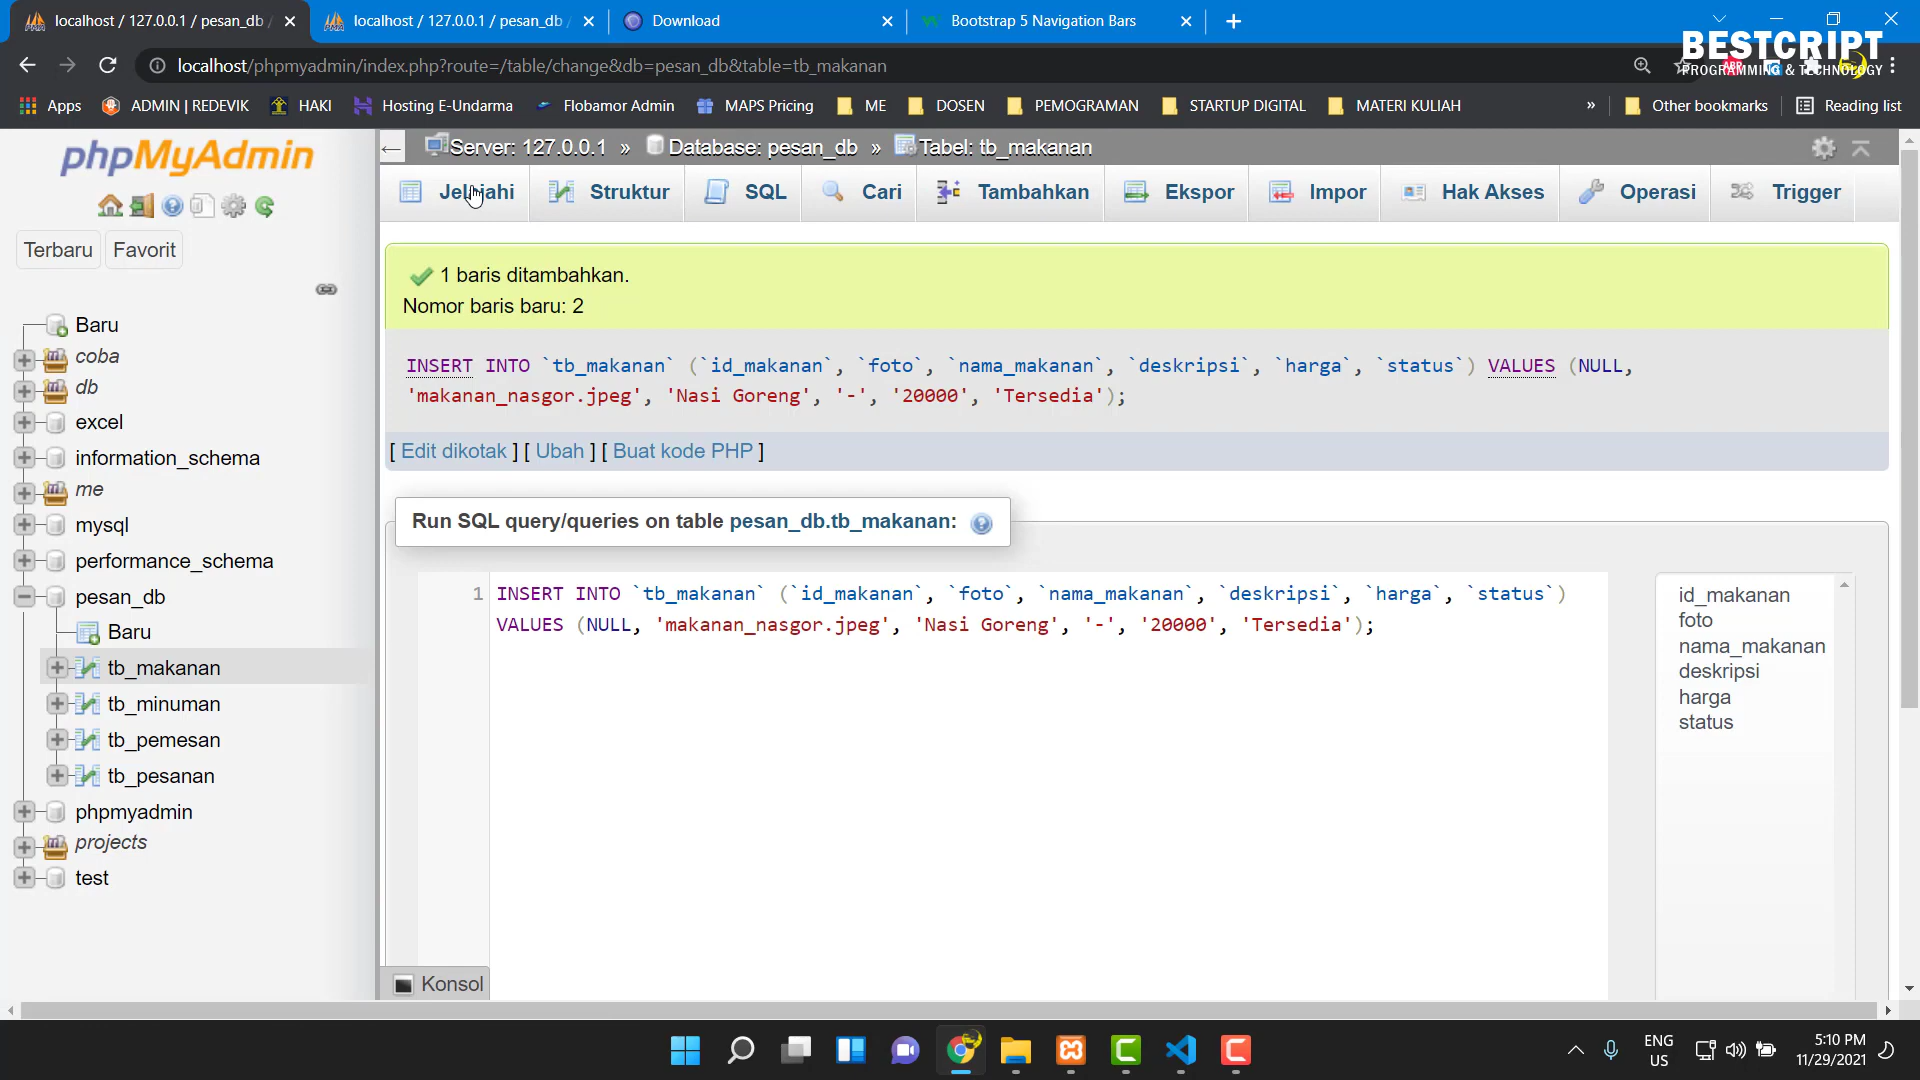 localhost / 127.0.0.1 / pesan_db
localhost / 127.0.0.1 / pesan_db
Download
Bootstrap 5 Navigation Bars
BESTCRIPT
PROGRAMMING & TECHNOLOGY
localhost/phpmyadmin/index.php?route=/table/change&db=pesan_db&table=tb_makanan
Apps
ADMIN | REDEVIK
HAKI
Hosting E-Undarma
Flobamor Admin
MAPS Pricing
ME
DOSEN
PEMOGRAMAN
STARTUP DIGITAL
MATERI KULIAH
»
Other bookmarks
Reading list
phpMyAdmin
Terbaru
Favorit
Baru
coba
db
excel
information_schema
me
mysql
performance_schema
pesan_db
Baru
tb_makanan
tb_minuman
tb_pemesan
tb_pesanan
phpmyadmin
projects
test
Server: 127.0.0.1 » Database: pesan_db » Tabel: tb_makanan
Jelajahi
Struktur
SQL
Cari
Tambahkan
Ekspor
Impor
Hak Akses
Operasi
Trigger
1 baris ditambahkan.
Nomor baris baru: 2
INSERT INTO `tb_makanan` (`id_makanan`, `foto`, `nama_makanan`, `deskripsi`, `harga`, `status`) VALUES (NULL,
'makanan_nasgor.jpeg', 'Nasi Goreng', '-', '20000', 'Tersedia');
[ Edit dikotak ] [ Ubah ] [ Buat kode PHP ]
Run SQL query/queries on table pesan_db.tb_makanan:
1 INSERT INTO `tb_makanan` (`id_makanan`, `foto`, `nama_makanan`, `deskripsi`, `harga`, `status`)
VALUES (NULL, 'makanan_nasgor.jpeg', 'Nasi Goreng', '-', '20000', 'Tersedia');
id_makanan
foto
nama_makanan
deskripsi
harga
status
Konsol
ENG
US
5:10 PM
11/29/2021